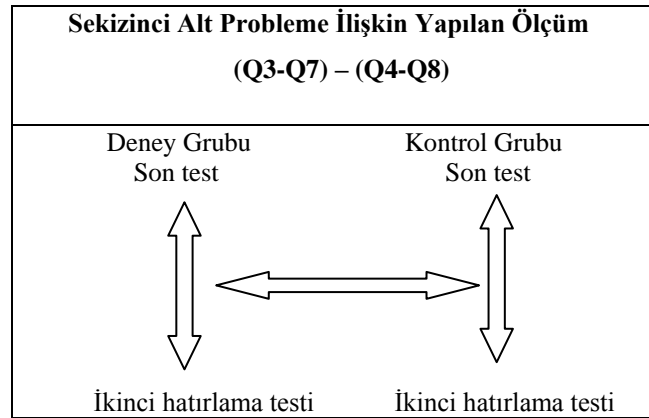 Sekizinci Alt Probleme İlişkin Yapılan Ölçüm
(Q3-Q7) – (Q4-Q8)
Deney Grubu Kontrol Grubu
Son test Son test
İkinci hatırlama testi İkinci hatırlama testi